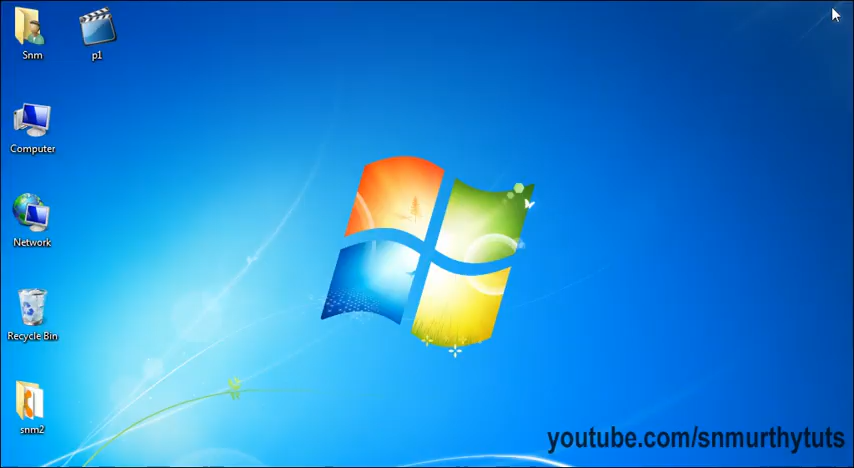 Snm
p1
Computer
Network
Recycle Bin
snm2
youtube.com/snmurthytuts